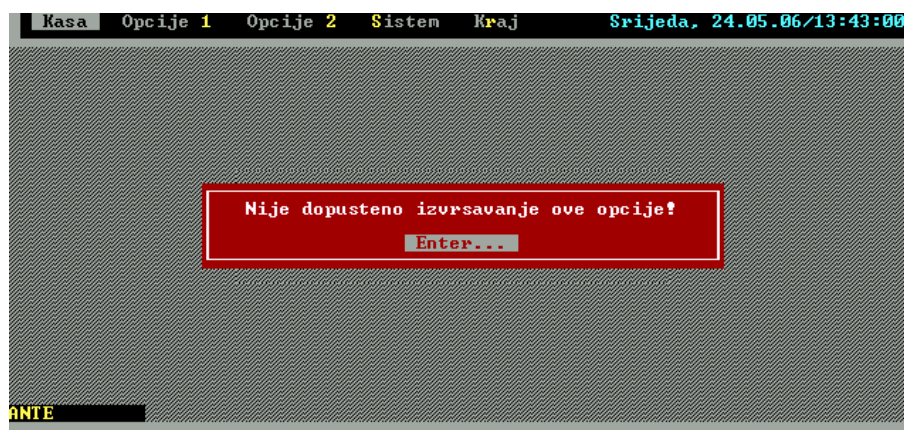 Kasa Opcije 1 Opcije 2 Sistem Kraj Srijeda, 24.05.06/13:43:00
Nije dopusteno izvrsavanje ove opcije!
Enter...
ANTE